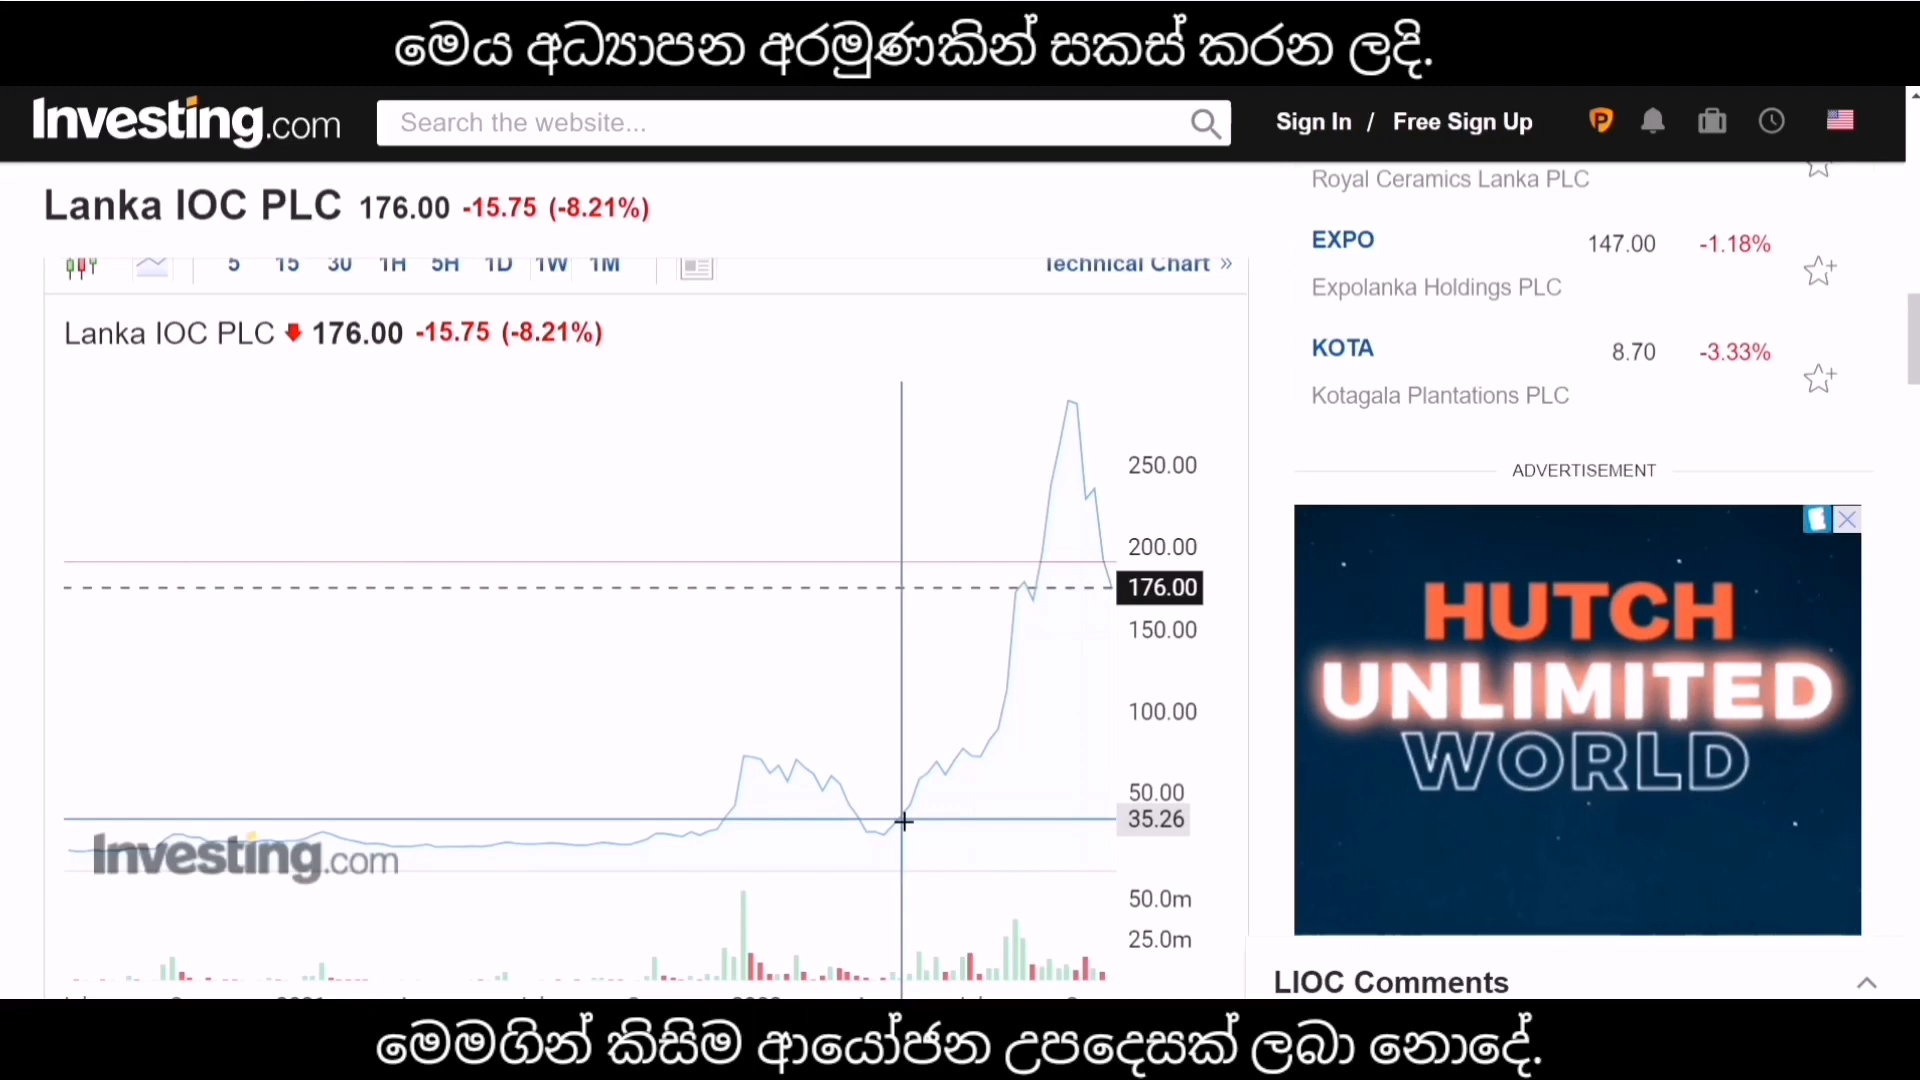 මෙය අධ්‍යාපන අරමුණකින් සකස් කරන ලදි.
Investing.com
Search the website...
Sign In / Free Sign Up
Lanka IOC PLC 176.00 -15.75 (-8.21%)
5 15 30 1H 5H 1D 1W 1M
Technical Chart »
Lanka IOC PLC 176.00 -15.75 (-8.21%)
250.00
200.00
176.00
150.00
100.00
50.00
35.26
Investing.com
50.0m
25.0m
Royal Ceramics Lanka PLC
EXPO 147.00 -1.18%
Expolanka Holdings PLC
KOTA 8.70 -3.33%
Kotagala Plantations PLC
ADVERTISEMENT
HUTCH
UNLIMITED
WORLD
LIOC Comments
මෙමගින් කිසිම ආයෝජන උපදෙසක් ලබා නොදේ.